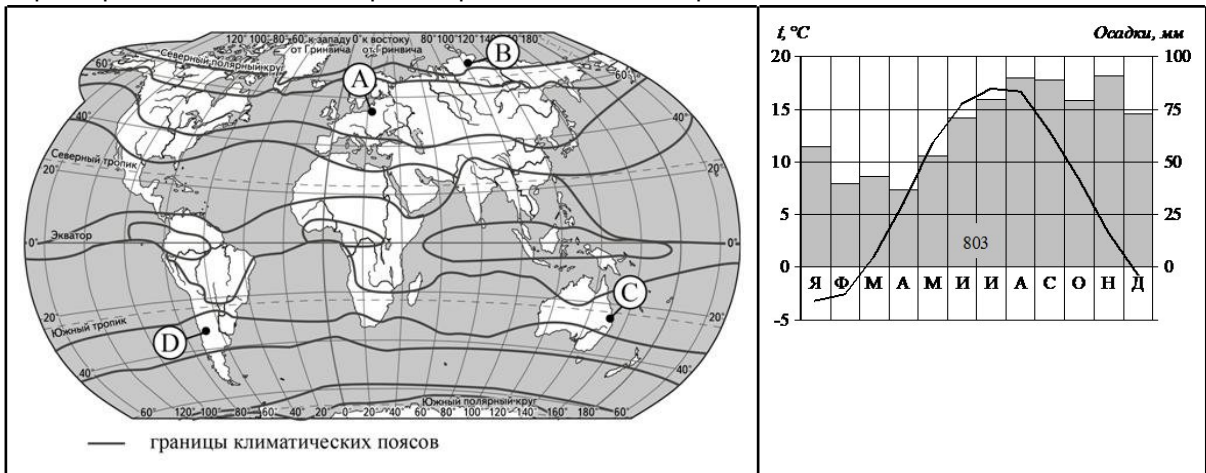 120° 100° 80° 60° к западу 0° к востоку 80° 100° 120° 140° 160° 180°
от Гринвича от Гринвича
Северный полярный круг
B
60°
60°
A
40°
40°
Северный тропик
20°
20°
Экватор
0°
0°
C
20°
20°
Южный тропик
D
40°
40°
Южный полярный круг
60° 120° 100° 80° 60° 40° 20° 0° 20° 40° 60° 80° 100° 120° 140° 160° 60°
границы климатических поясов
t, °C
Осадки, мм
20
100
15
75
10
50
5
25
803
0
0
Я Ф М А М И И А С О Н Д
-5